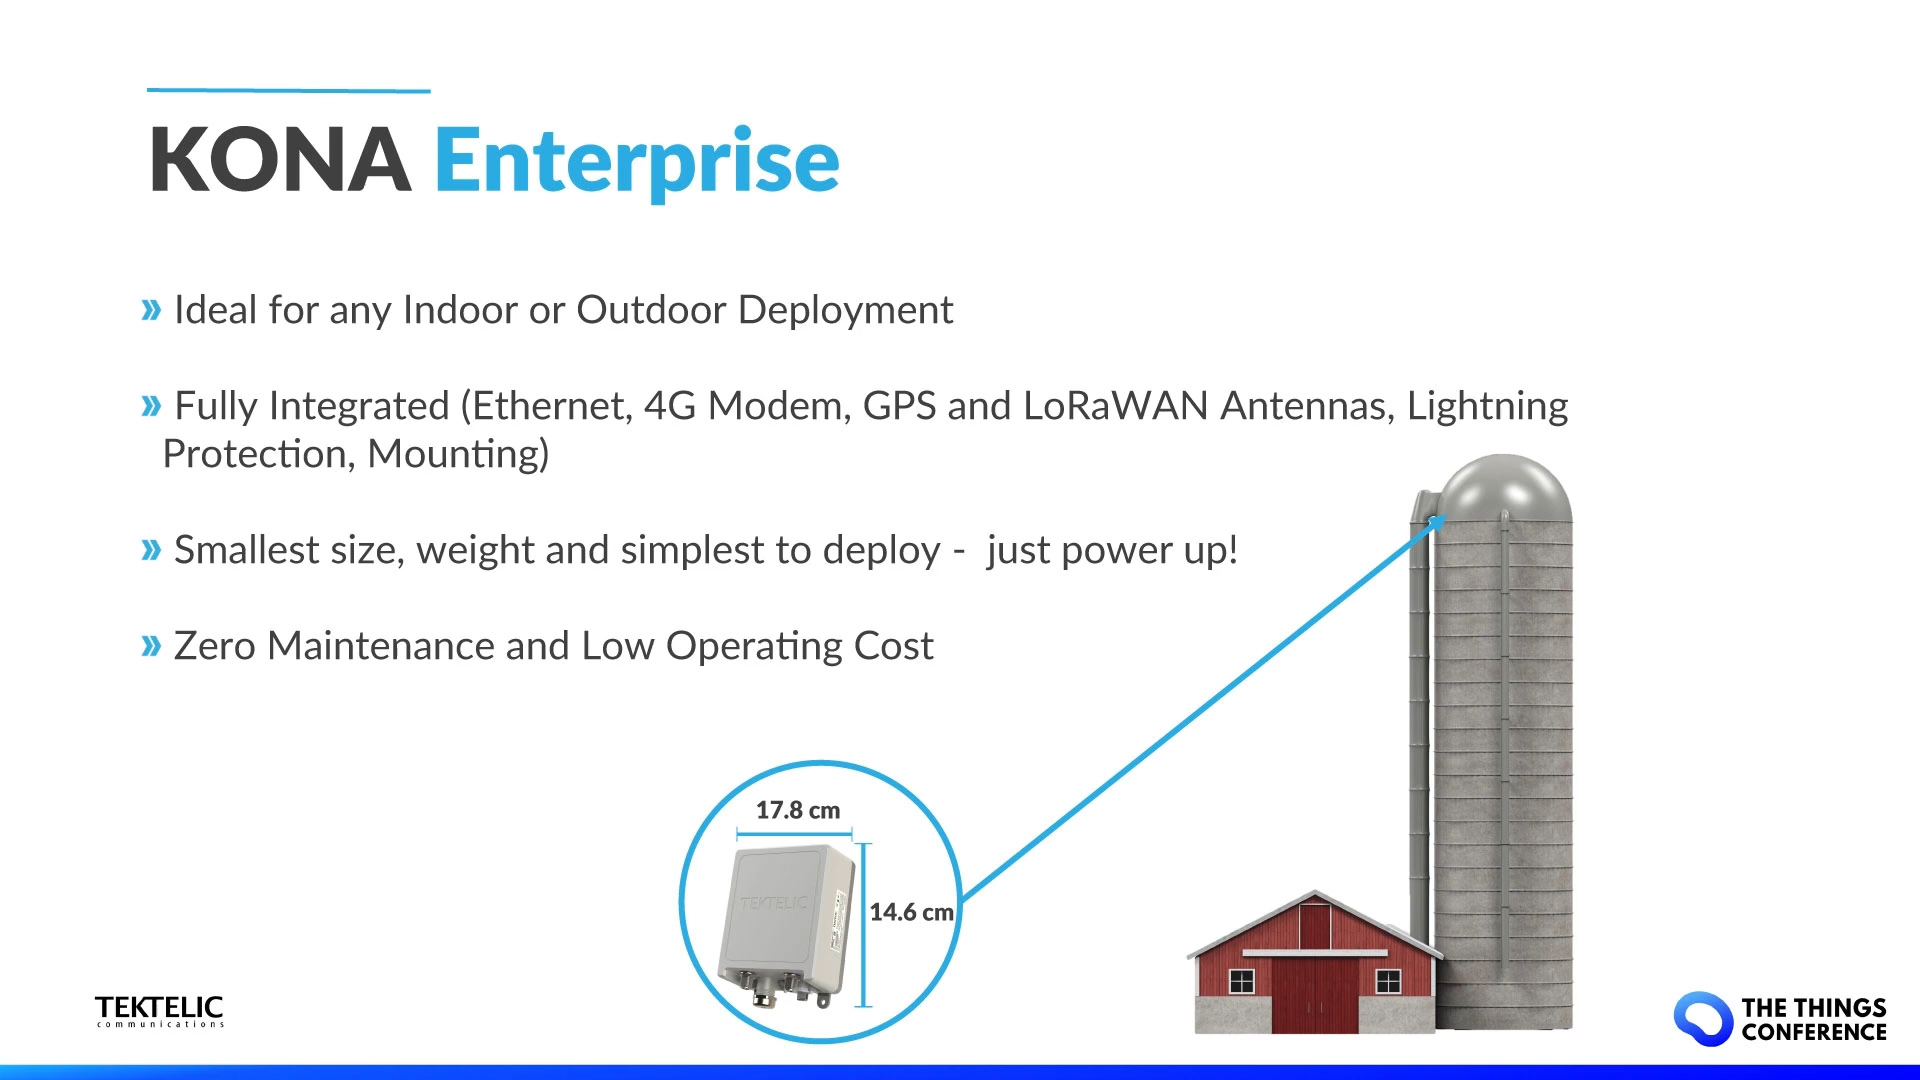 KONA Enterprise
» Ideal for any Indoor or Outdoor Deployment
» Fully Integrated (Ethernet, 4G Modem, GPS and LoRaWAN Antennas, Lightning
Protection, Mounting)
» Smallest size, weight and simplest to deploy - just power up!
» Zero Maintenance and Low Operating Cost
17.8 cm
TEKTELIC
14.6 cm
TEKTELIC
communications
THE THINGS
CONFERENCE